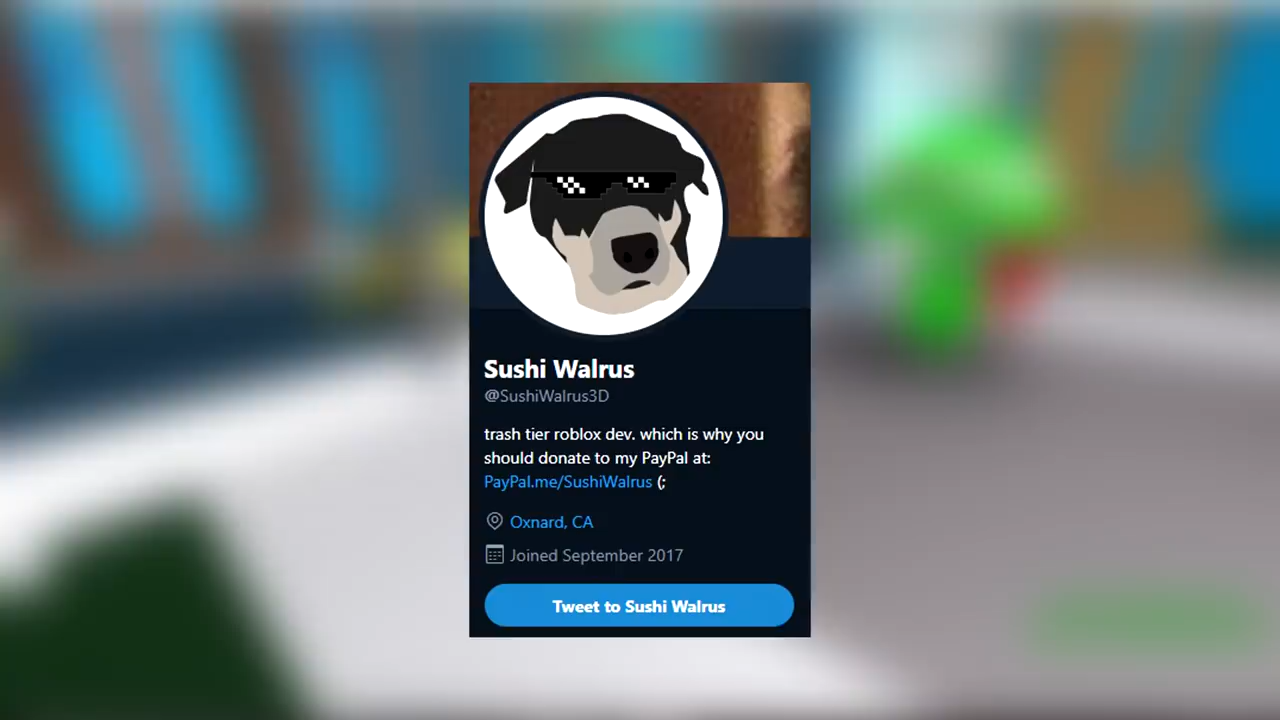 Sushi Walrus
@SushiWalrus3D
trash tier roblox dev. which is why you
should donate to my PayPal at:
PayPal.me/SushiWalrus (;
Oxnard, CA
Joined September 2017
Tweet to Sushi Walrus